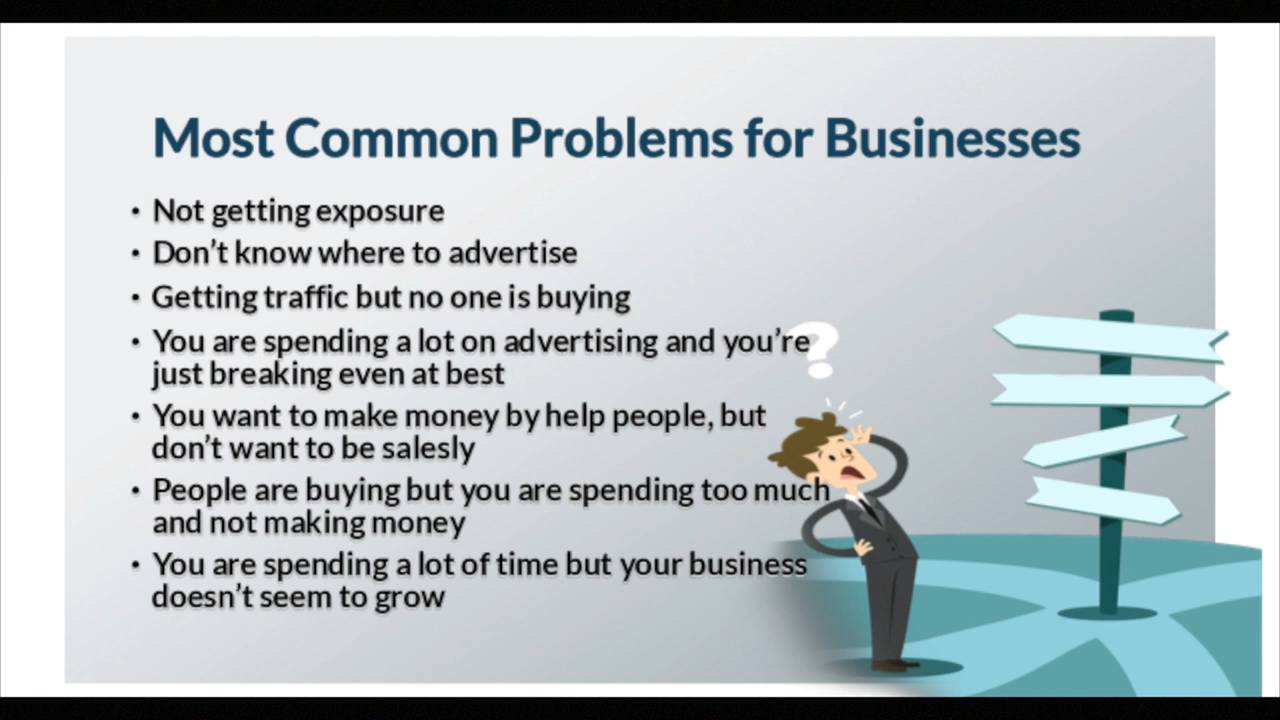 Most Common Problems for Businesses
• Not getting exposure
• Don’t know where to advertise
• Getting traffic but no one is buying
• You are spending a lot on advertising and you’re
just breaking even at best
• You want to make money by help people, but
don’t want to be salesly
• People are buying but you are spending too much
and not making money
• You are spending a lot of time but your business
doesn’t seem to grow
?